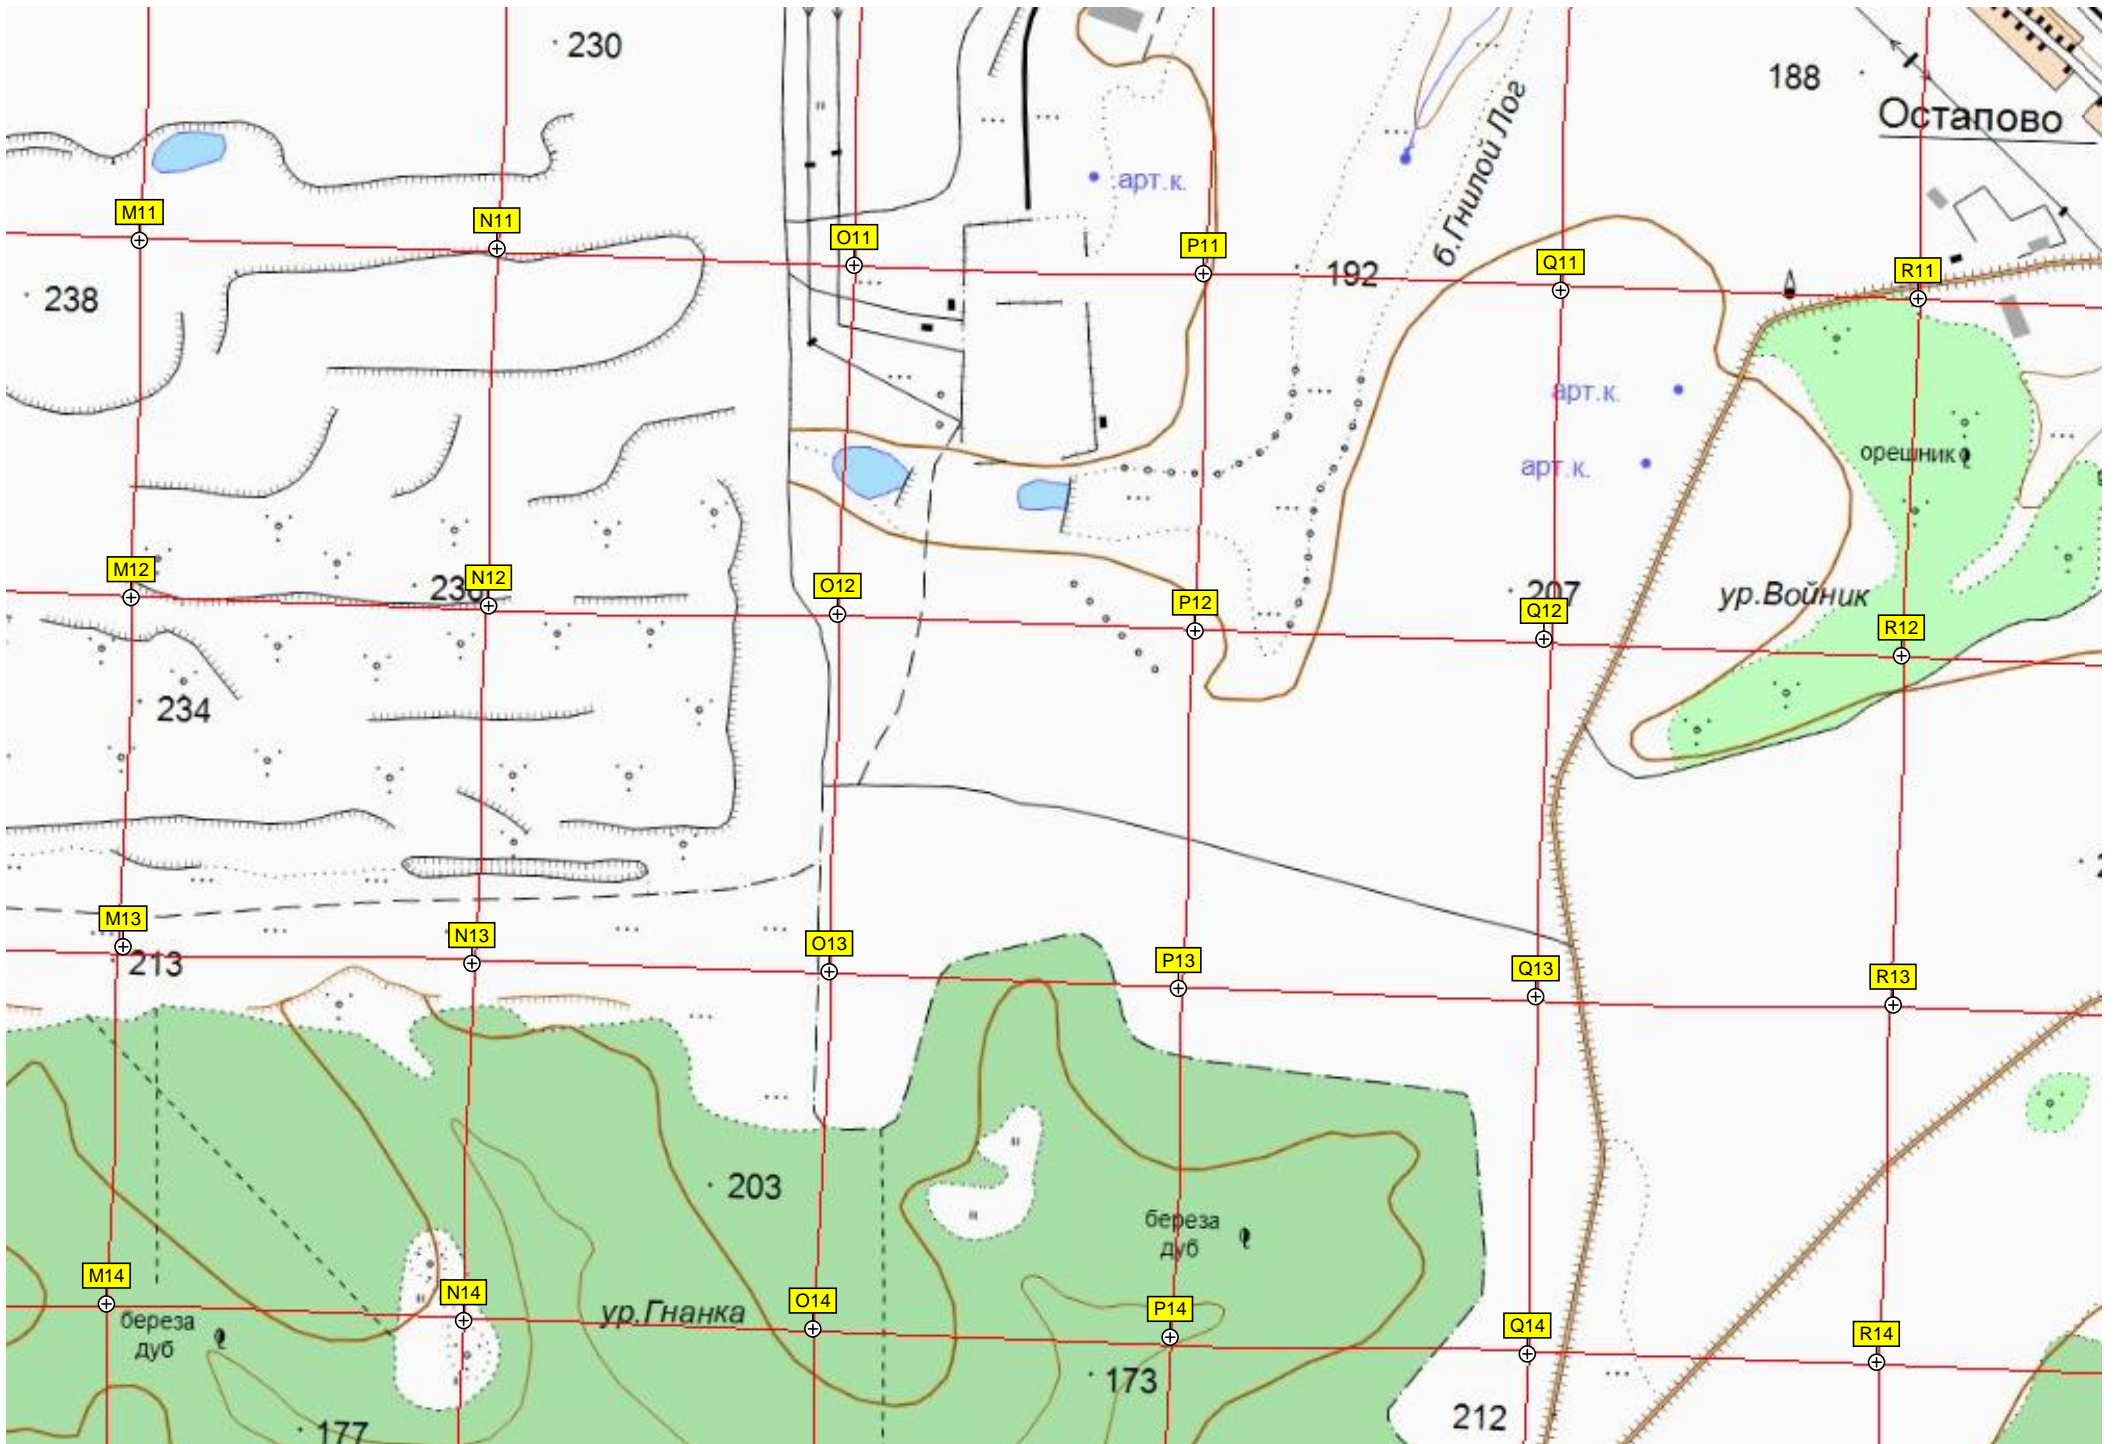 230
188
Остапово
арт.к.
б.Гнилой Лог
M11
N11
O11
P11
192
Q11
R11
238
арт.к.
орешник
арт.к.
M12
N12
O12
P12
207
Q12
ур.Войник
R12
234
M13
213
N13
O13
P13
Q13
R13
203
береза
дуб
M14
N14
ур.Гнанка
O14
P14
Q14
R14
береза
дуб
173
212
177